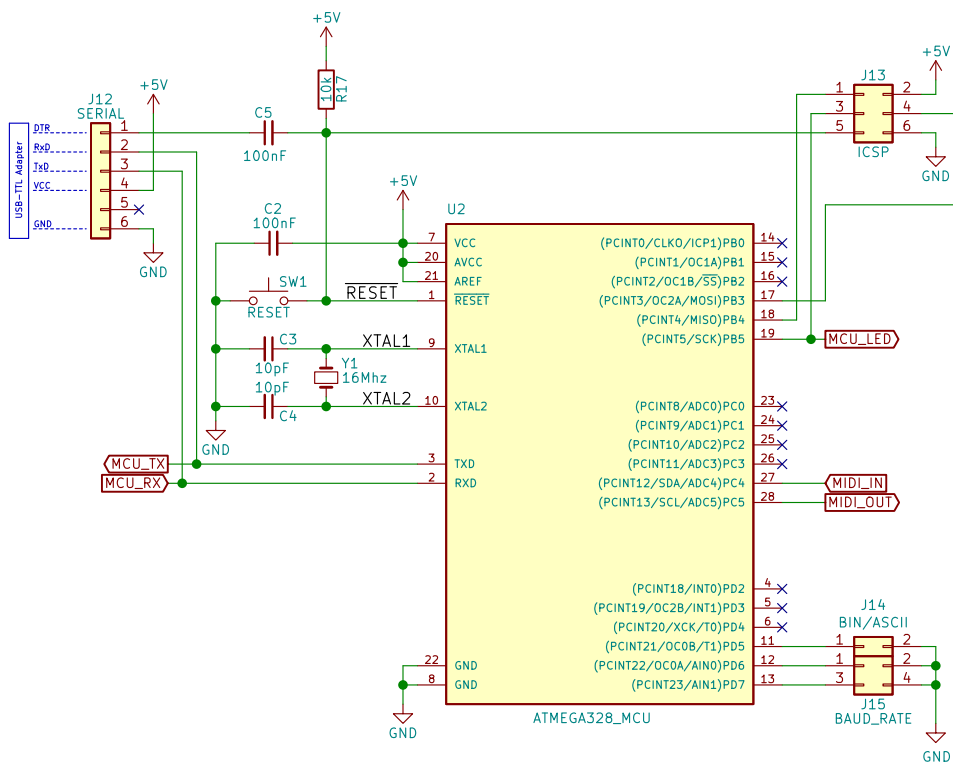 +5V
10k
R17
+5V
J12
SERIAL
USB-TTL Adapter
DTR
RxD
TxD
VCC
GND
1
2
3
4
5
6
GND
C5
100nF
+5V
J13
1
2
3
4
5
6
ICSP
GND
+5V
C2
100nF
SW1
RESET
RESET
C3
10pF
10pF
C4
XTAL1
Y1
16Mhz
XTAL2
GND
MCU_TX
MCU_RX
U2
7 VCC
20 AVCC
21 AREF
1 RESET
9 XTAL1
10 XTAL2
3 TXD
2 RXD
22 GND
8 GND
GND
(PCINT0/CLKO/ICP1)PB0 14
(PCINT1/OC1A)PB1 15
(PCINT2/OC1B/SS)PB2 16
(PCINT3/OC2A/MOSI)PB3 17
(PCINT4/MISO)PB4 18
(PCINT5/SCK)PB5 19
MCU_LED
(PCINT8/ADC0)PC0 23
(PCINT9/ADC1)PC1 24
(PCINT10/ADC2)PC2 25
(PCINT11/ADC3)PC3 26
(PCINT12/SDA/ADC4)PC4 27
MIDI_IN
(PCINT13/SCL/ADC5)PC5 28
MIDI_OUT
(PCINT18/INT0)PD2 4
(PCINT19/OC2B/INT1)PD3 5
(PCINT20/XCK/T0)PD4 6
(PCINT21/OC0B/T1)PD5 11
(PCINT22/OC0A/AIN0)PD6 12
(PCINT23/AIN1)PD7 13
ATMEGA328_MCU
J14
BIN/ASCII
1
2
1
2
3
4
J15
BAUD_RATE
GND